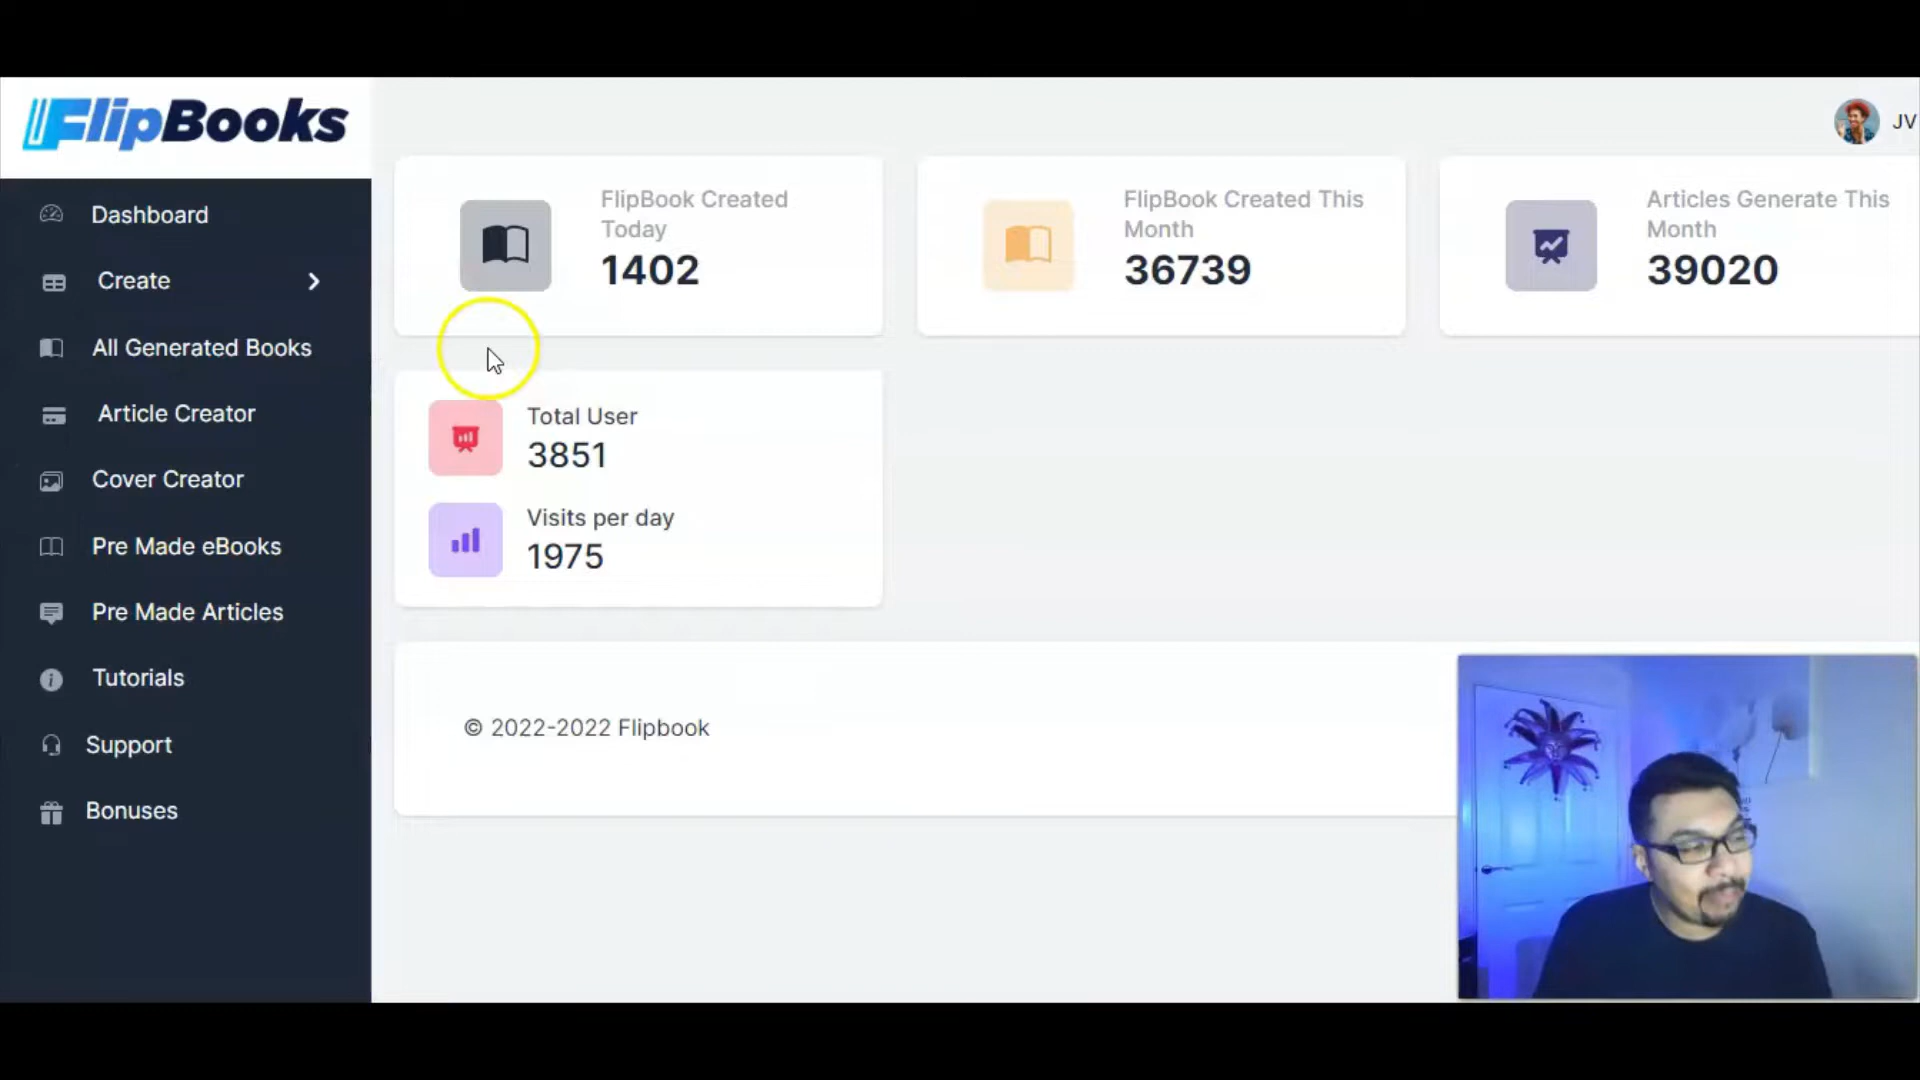 FlipBooks
JV
Dashboard
Create
All Generated Books
Article Creator
Cover Creator
Pre Made eBooks
Pre Made Articles
Tutorials
Support
Bonuses
FlipBook Created
Today
1402
FlipBook Created This
Month
36739
Articles Generate This
Month
39020
Total User
3851
Visits per day
1975
© 2022-2022 Flipbook